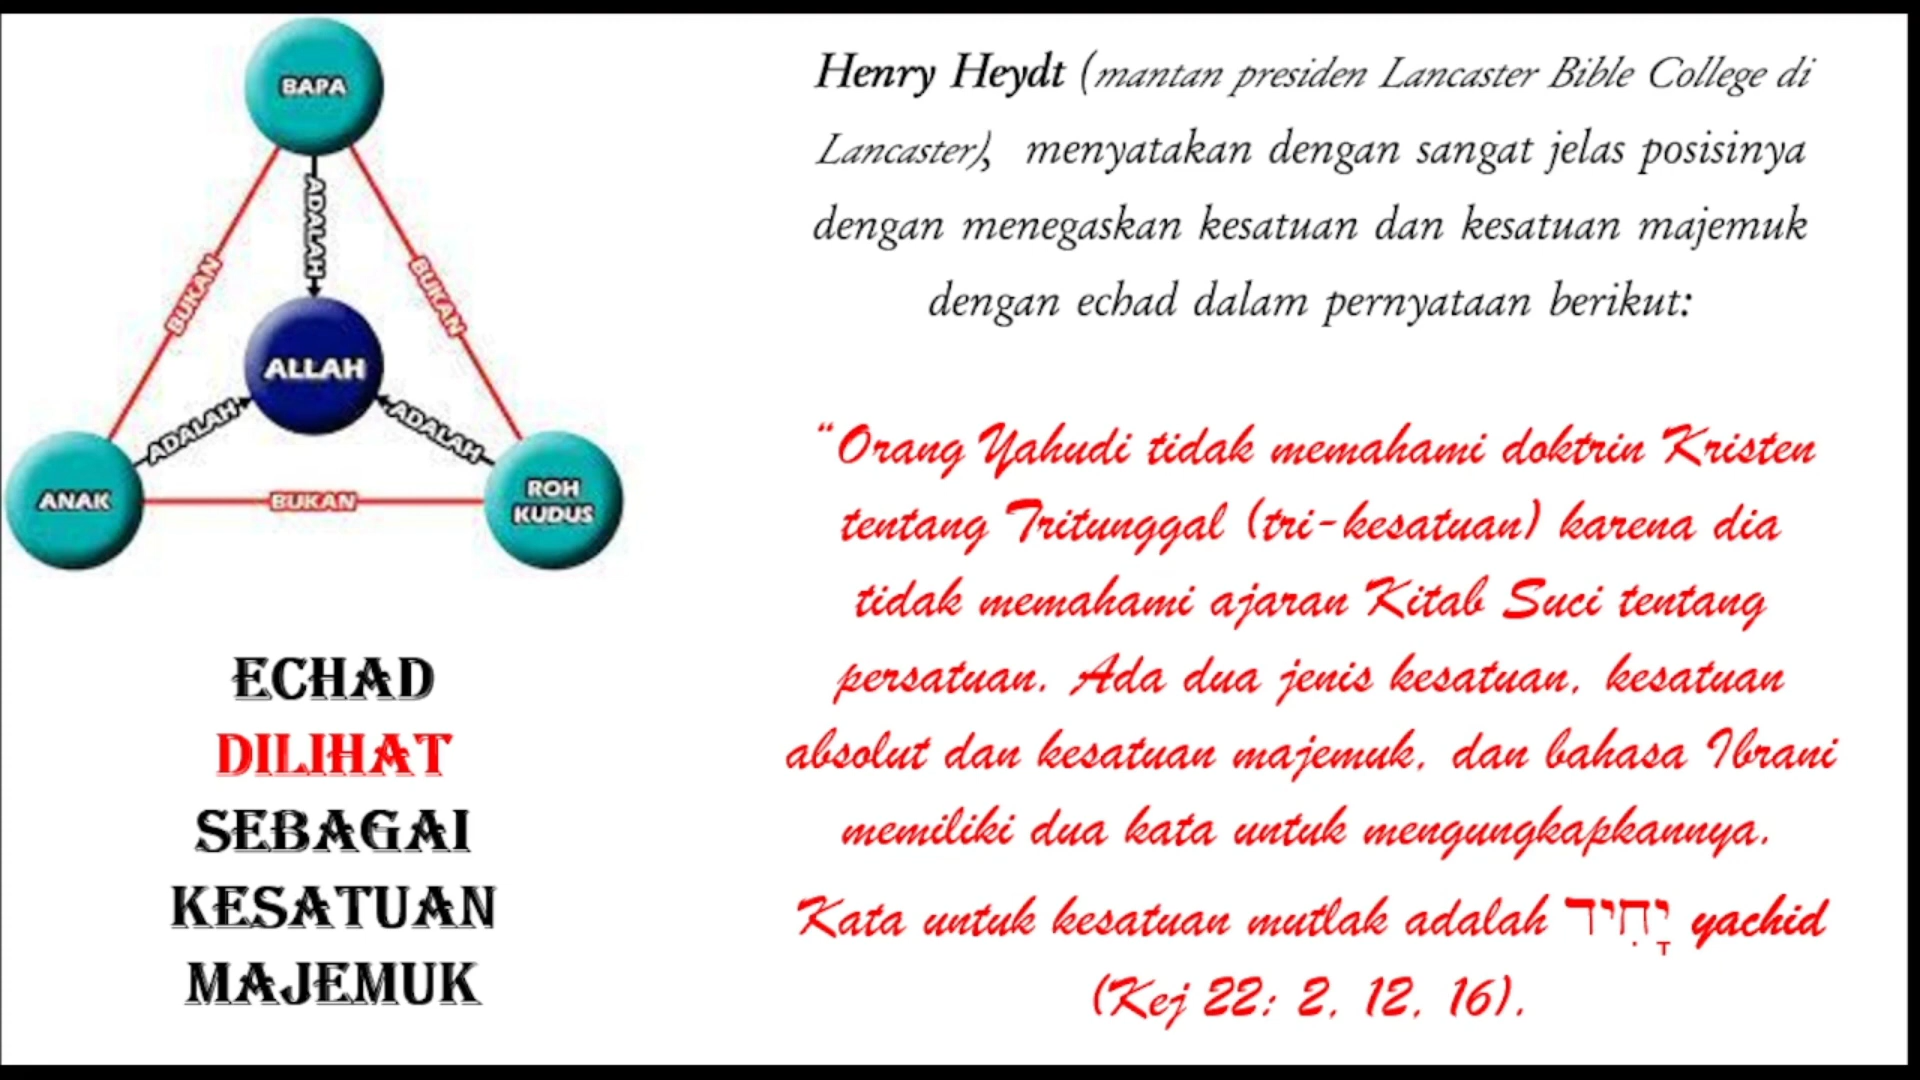 BAPA
ADALAH
BUKAN
BUKAN
ALLAH
ADALAH
ADALAH
ANAK
BUKAN
ROH
KUDUS
ECHAD
DILIHAT
SEBAGAI
KESATUAN
MAJEMUK
Henry Heydt (mantan presiden Lancaster Bible College di
Lancaster), menyatakan dengan sangat jelas posisinya
dengan menegaskan kesatuan dan kesatuan majemuk
dengan echad dalam pernyataan berikut:
“Orang Yahudi tidak memahami doktrin Kristen
tentang Tritunggal (tri-kesatuan) karena dia
tidak memahami ajaran Kitab Suci tentang
persatuan. Ada dua jenis kesatuan, kesatuan
absolut dan kesatuan majemuk, dan bahasa Ibrani
memiliki dua kata untuk mengungkapkannya.
Kata untuk kesatuan mutlak adalah יָחִיד yachid
(Kej 22: 2, 12, 16).